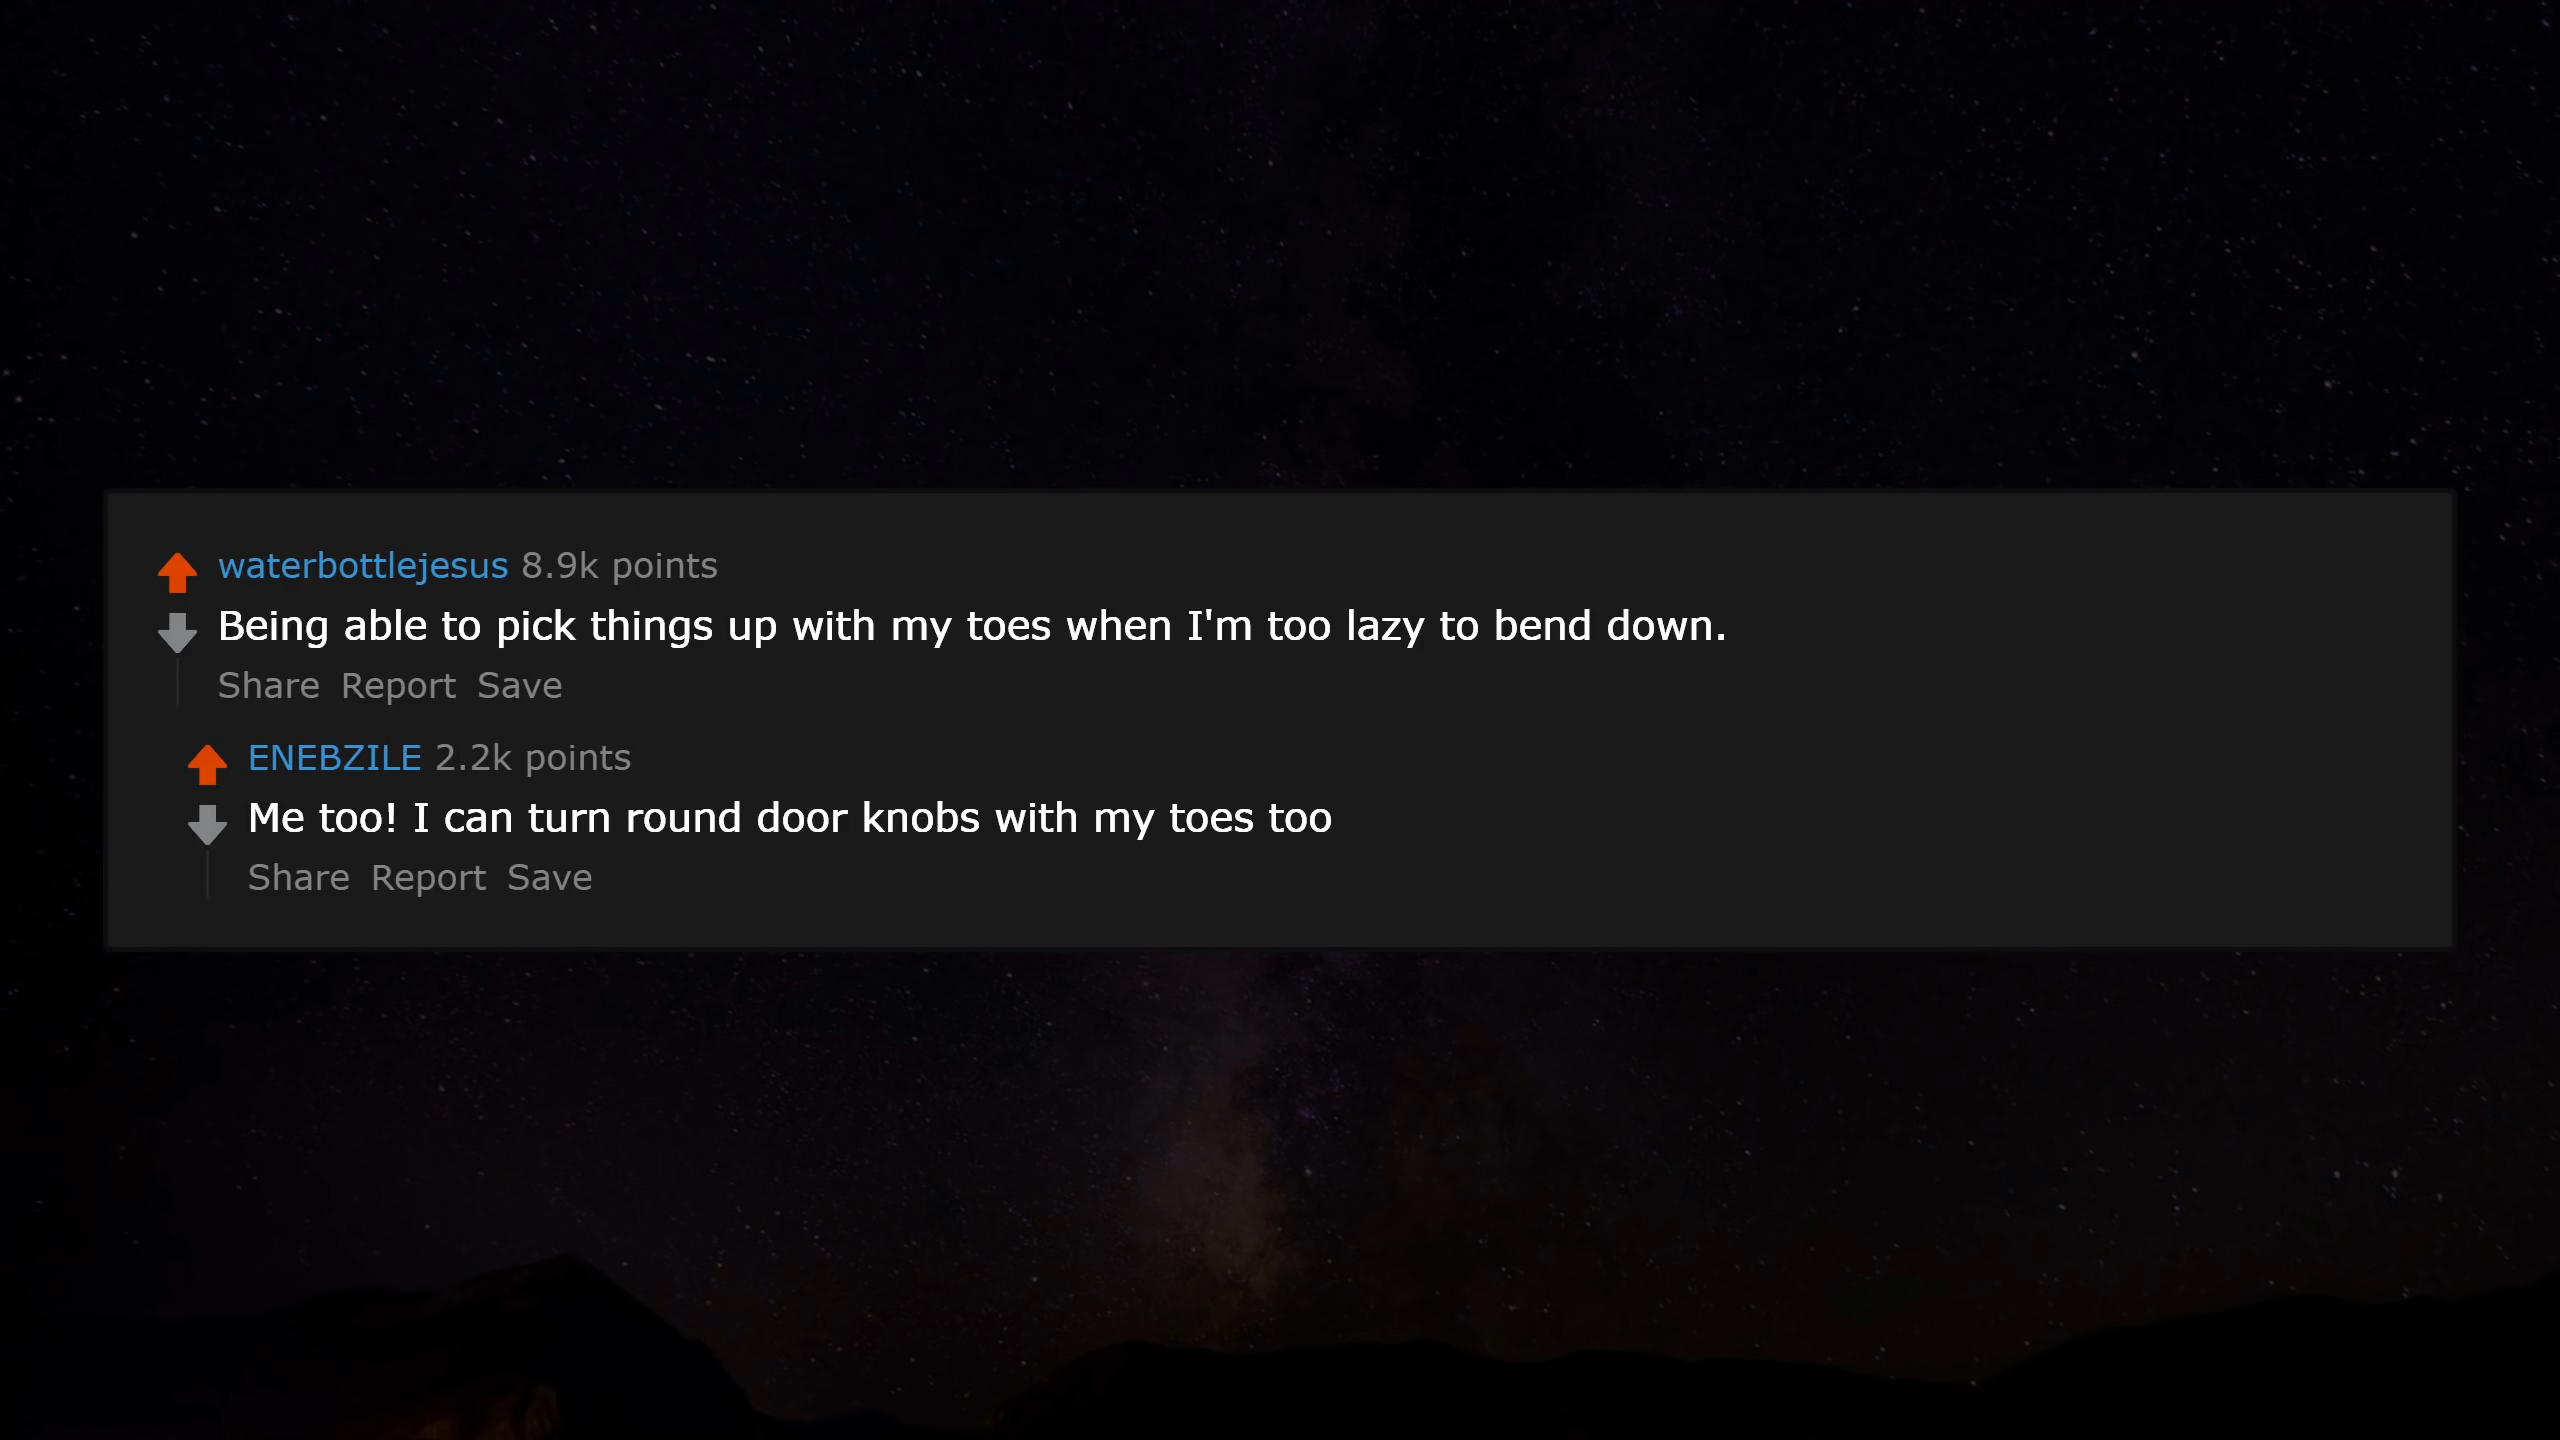 waterbottlejesus 8.9k points
Being able to pick things up with my toes when I'm too lazy to bend down.
Share Report Save
ENEBZILE 2.2k points
Me too! I can turn round door knobs with my toes too
Share Report Save